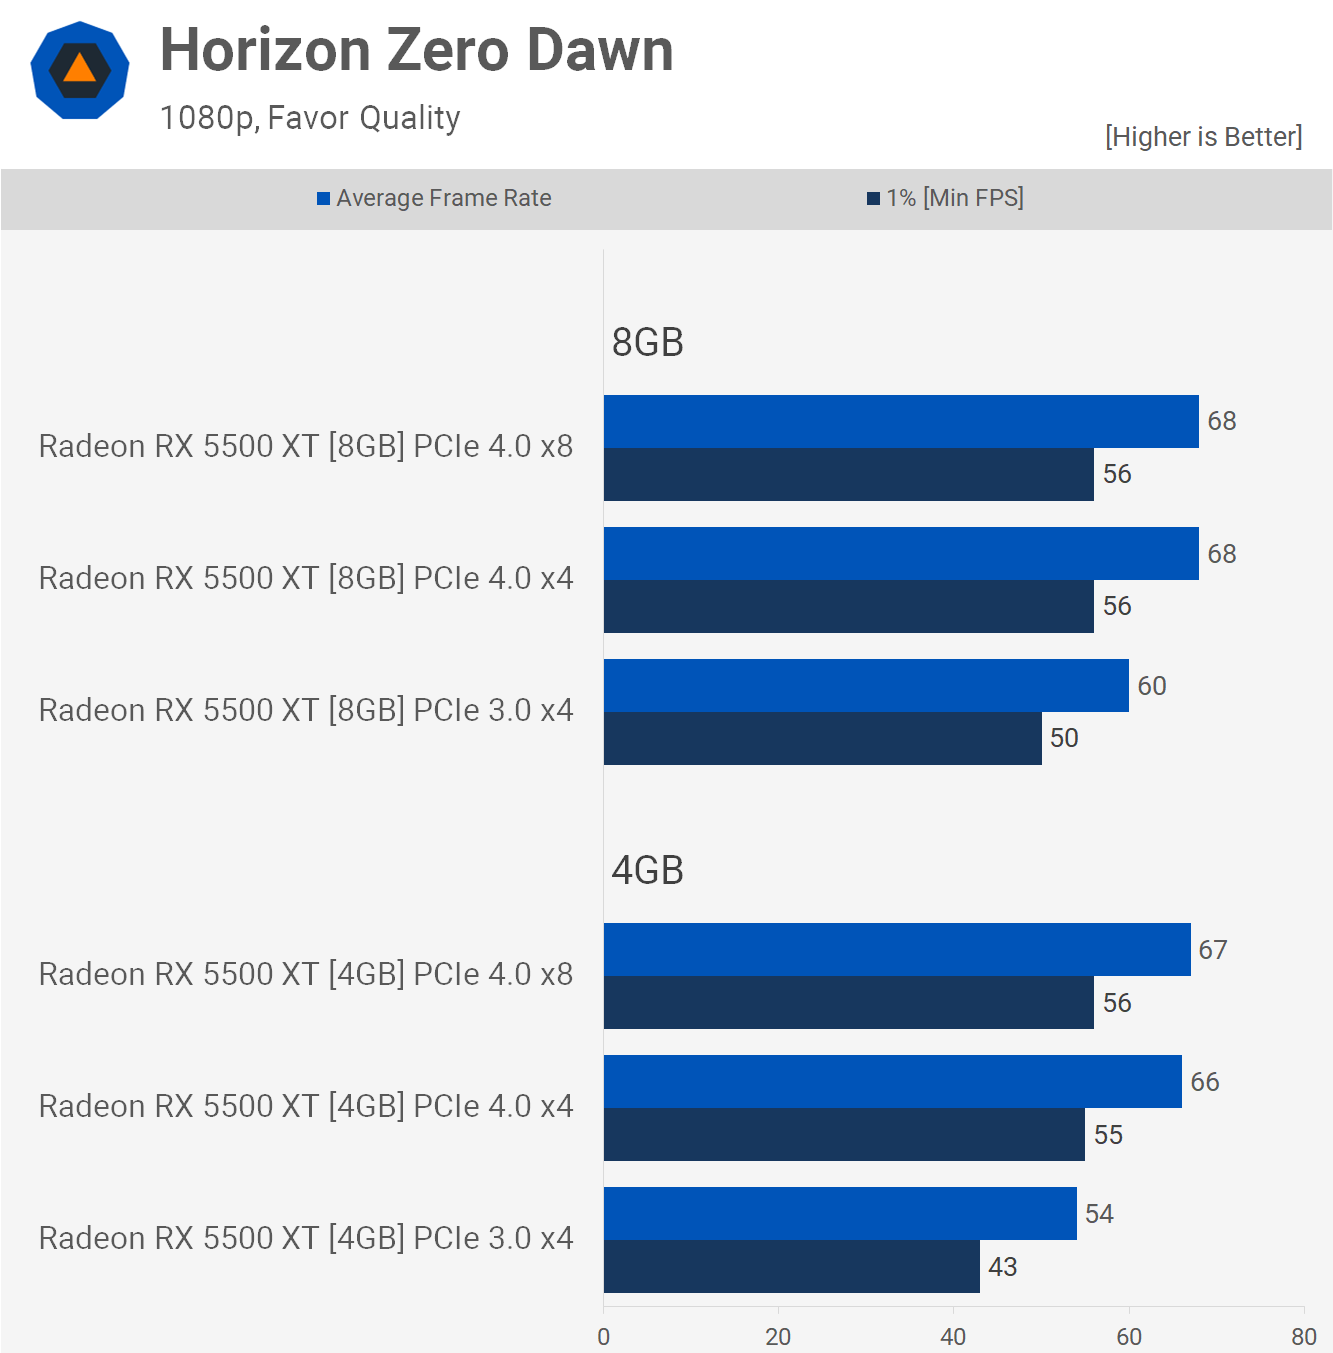 Horizon Zero Dawn
1080p, Favor Quality
[Higher is Better]
Average Frame Rate
1% [Min FPS]
8GB
Radeon RX 5500 XT [8GB] PCIe 4.0 x8
68
56
Radeon RX 5500 XT [8GB] PCIe 4.0 x4
68
56
Radeon RX 5500 XT [8GB] PCIe 3.0 x4
60
50
4GB
Radeon RX 5500 XT [4GB] PCIe 4.0 x8
67
56
Radeon RX 5500 XT [4GB] PCIe 4.0 x4
66
55
Radeon RX 5500 XT [4GB] PCIe 3.0 x4
54
43
0 20 40 60 80